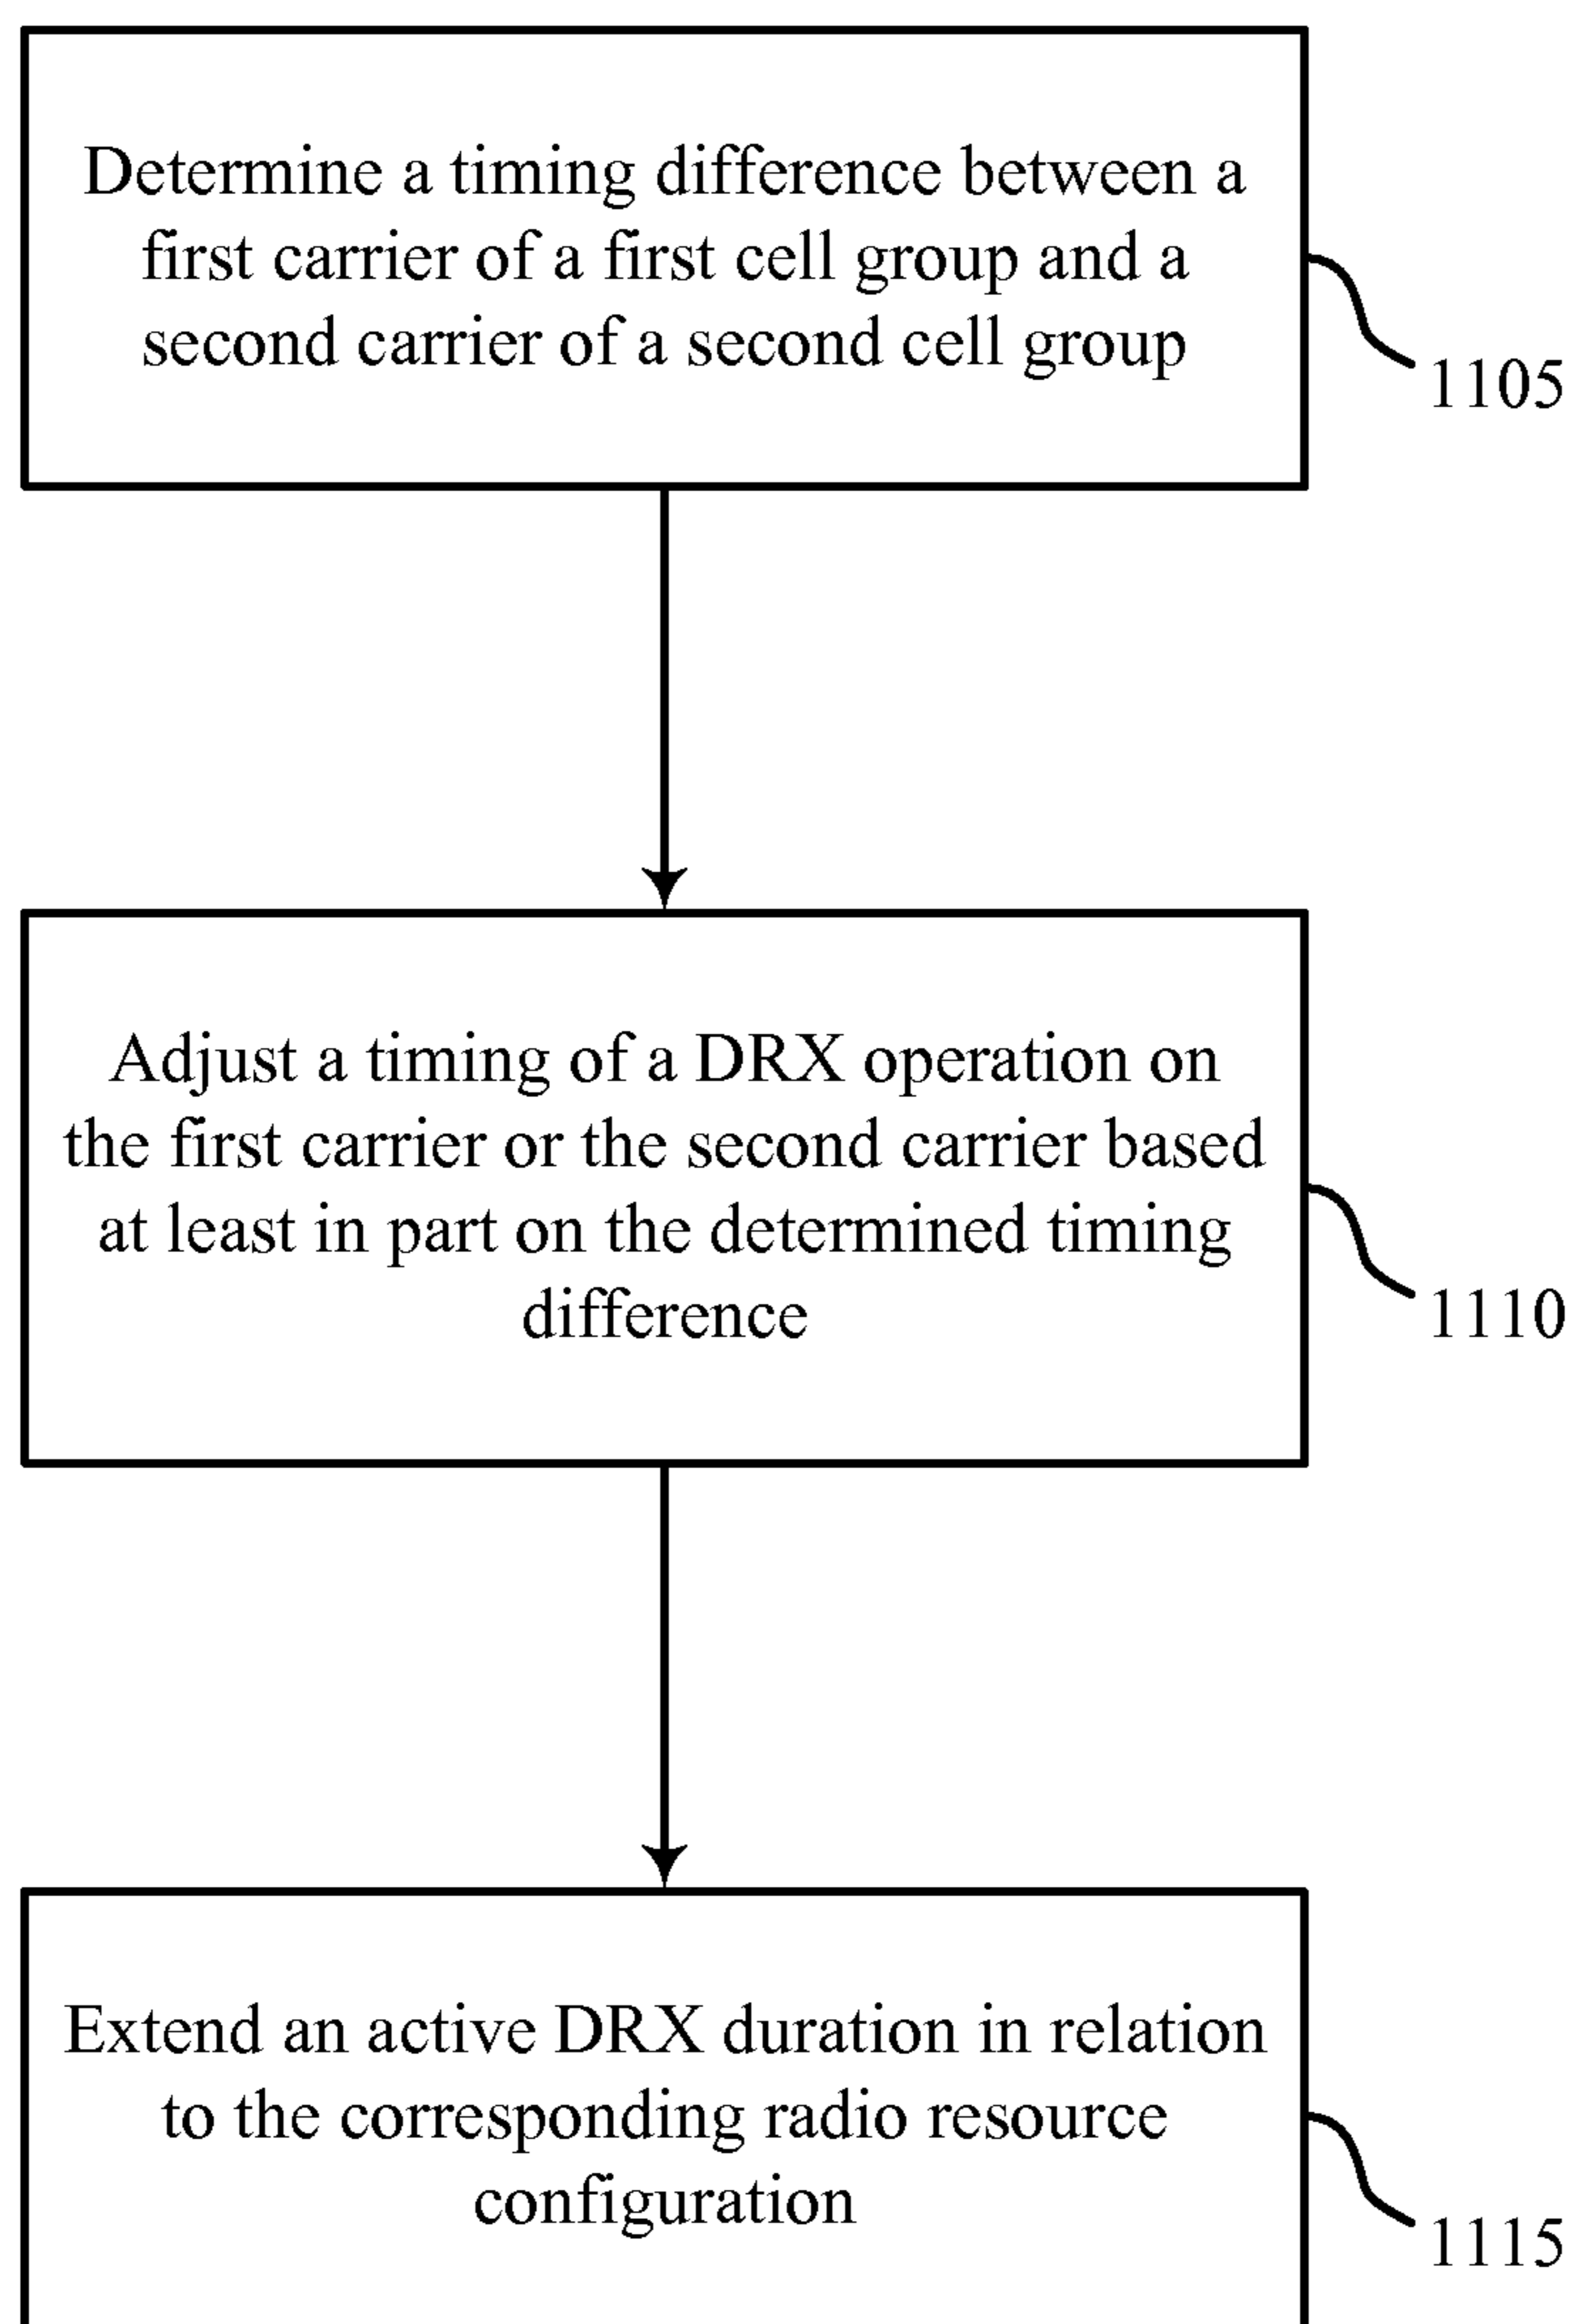 Determine a timing difference between a
first carrier of a first cell group and a
second carrier of a second cell group
1105
Adjust a timing of a DRX operation on
the first carrier or the second carrier based
at least in part on the determined timing
difference
1110
Extend an active DRX duration in relation
to the corresponding radio resource
configuration
1115